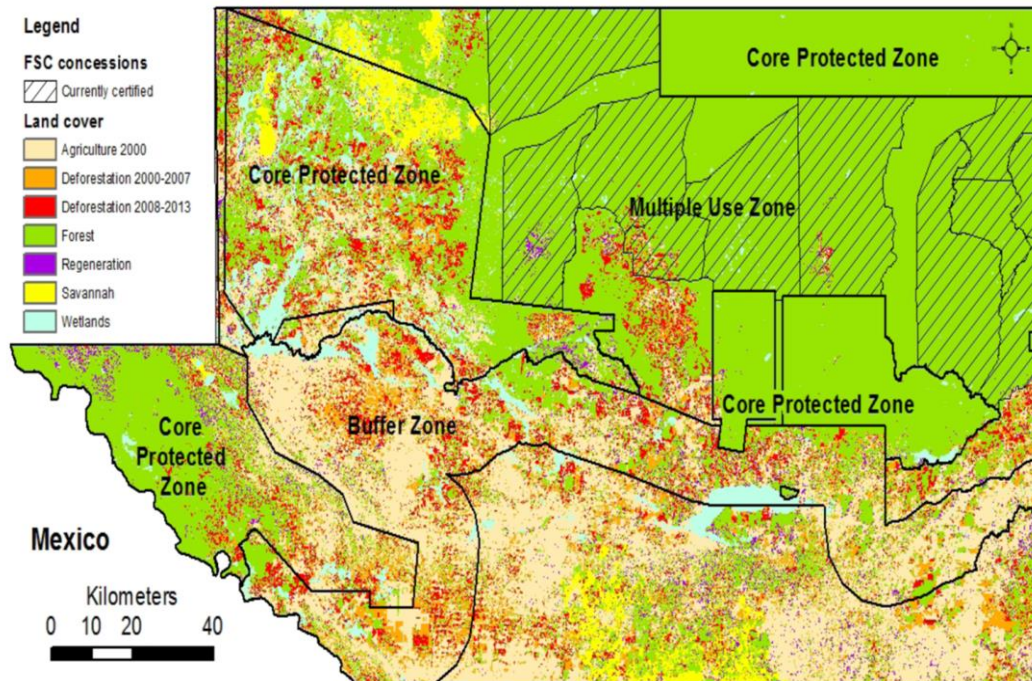 Legend
FSC concessions
Currently certified
Land cover
Agriculture 2000
Deforestation 2000-2007
Deforestation 2008-2013
Forest
Regeneration
Savannah
Wetlands
Core Protected Zone
Core Protected Zone
Multiple Use Zone
Core Protected Zone
Buffer Zone
Core
Protected
Zone
Mexico
Kilometers
0 10 20 40